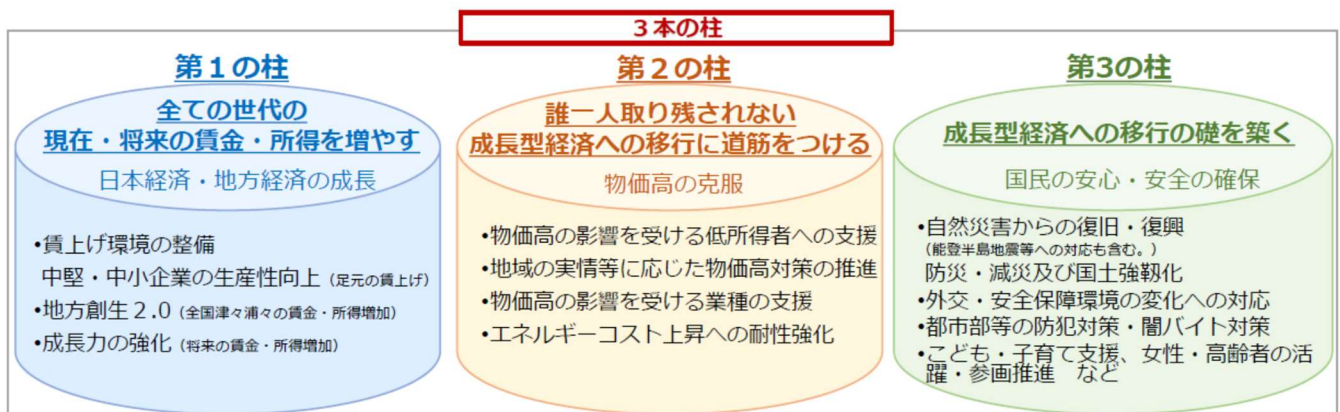 ３本の柱
第１の柱
全ての世代の
現在・将来の賃金・所得を増やす
日本経済・地方経済の成長
•賃上げ環境の整備
中堅・中小企業の生産性向上（足元の賃上げ）
•地方創生２.０（全国津々浦々の賃金・所得増加）
•成長力の強化（将来の賃金・所得増加）
第２の柱
誰一人取り残されない
成長型経済への移行に道筋をつける
物価高の克服
•物価高の影響を受ける低所得者への支援
•地域の実情等に応じた物価高対策の推進
•物価高の影響を受ける業種の支援
•エネルギーコスト上昇への耐性強化
第3の柱
成長型経済への移行の礎を築く
国民の安心・安全の確保
•自然災害からの復旧・復興
（能登半島地震等への対応も含む。）
防災・減災及び国土強靱化
•外交・安全保障環境の変化への対応
•都市部等の防犯対策・闇バイト対策
•こども・子育て支援、女性・高齢者の活
躍・参画推進　など